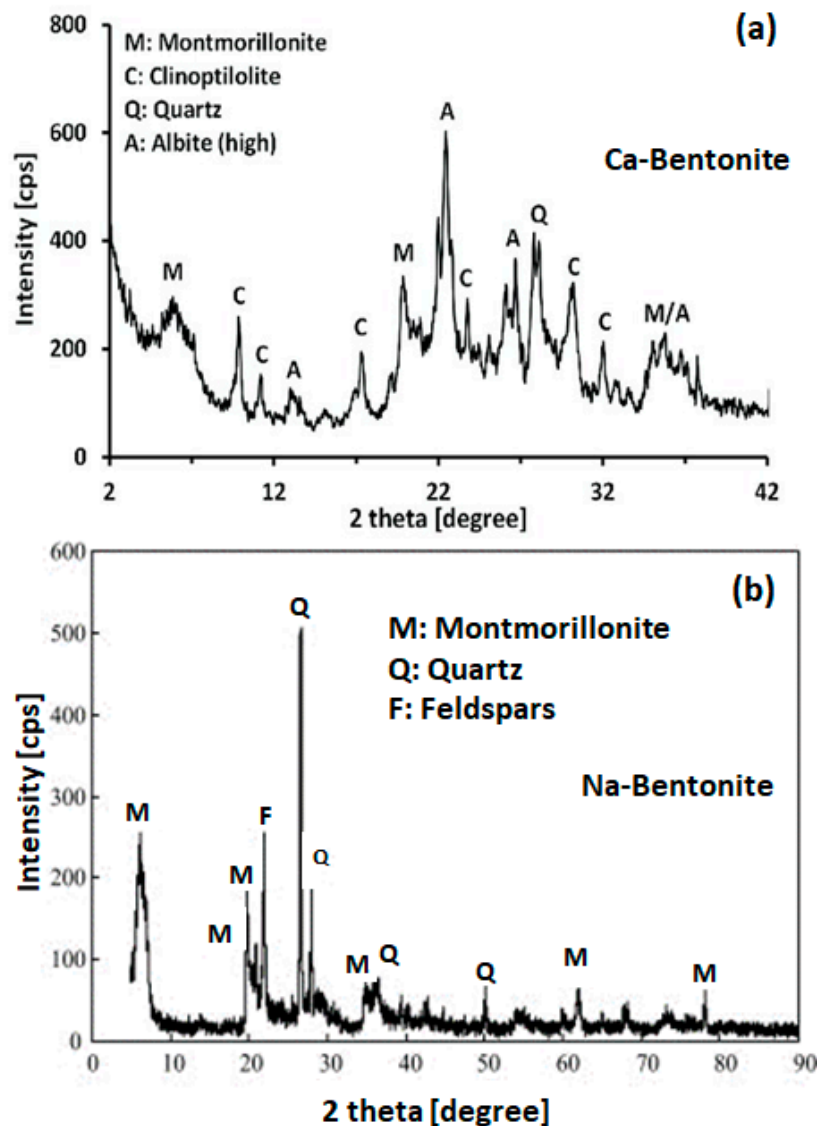 (a)
800
M: Montmorillonite
C: Clinoptilolite
Q: Quartz
A: Albite (high)
Ca-Bentonite
Intensity [cps]
600
400
200
0
M
C
C
A
C
M
A
C
A
Q
C
C
M/A
2
12
22
32
42
2 theta [degree]
(b)
600
500
400
300
200
100
0
M: Montmorillonite
Q: Quartz
F: Feldspars
Na-Bentonite
Intensity [cps]
M
M
M
F
Q
Q
M
Q
Q
M
M
0
10
20
30
40
50
60
70
80
90
2 theta [degree]